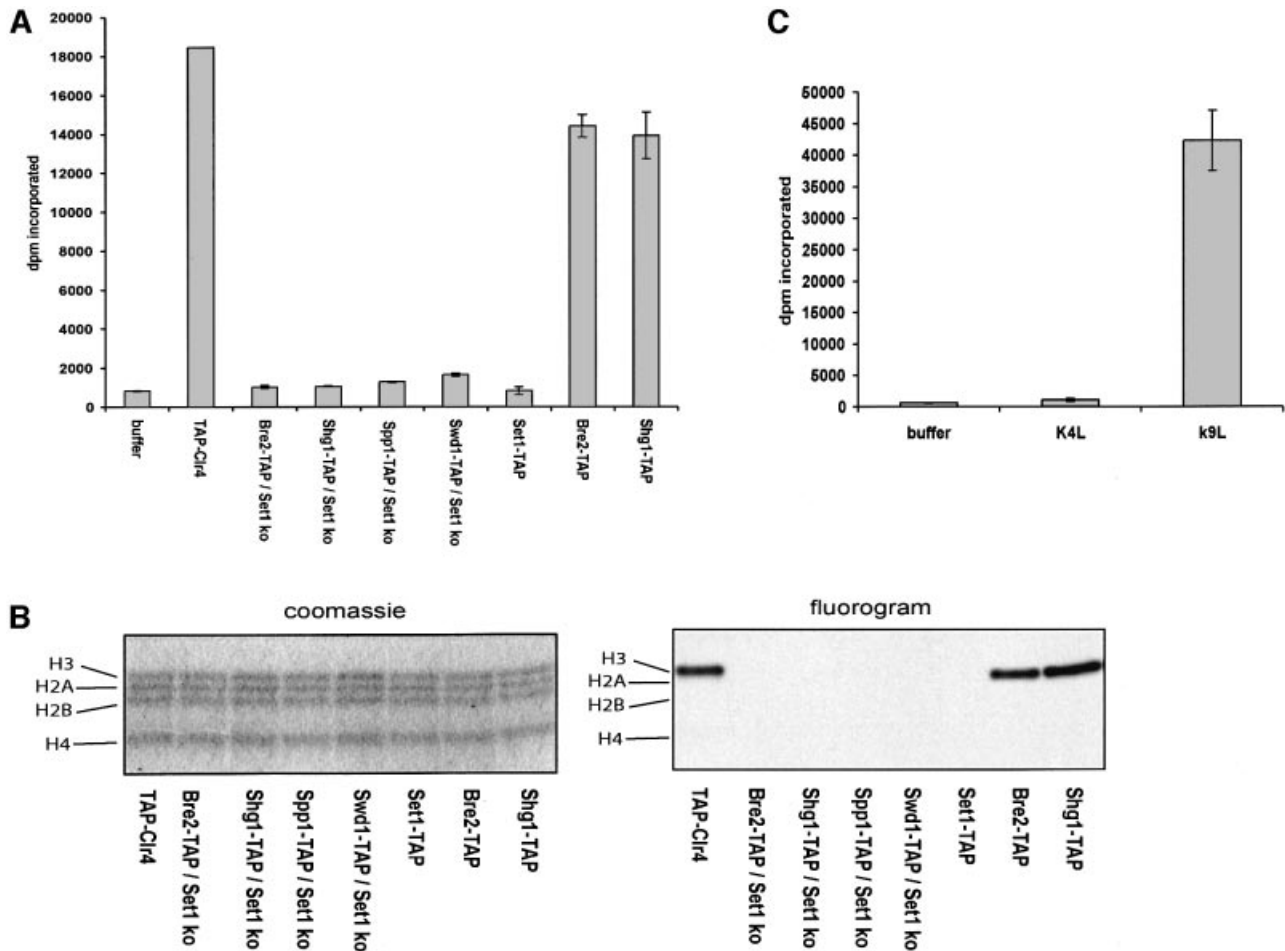 A
dpm incorporated
20000
18000
16000
14000
12000
10000
8000
6000
4000
2000
0
buffer
TAP-Clr4
Bre2-TAP / Set1 ko
Shg1-TAP / Set1 ko
Spp1-TAP / Set1 ko
Swd1-TAP / Set1 ko
Set1-TAP
Bre2-TAP
Shg1-TAP
C
dpm incorporated
50000
45000
40000
35000
30000
25000
20000
15000
10000
5000
0
buffer
K4L
k9L
B
coomassie
H3
H2A
H2B
H4
TAP-Clr4
Bre2-TAP / Set1 ko
Shg1-TAP / Set1 ko
Spp1-TAP / Set1 ko
Swd1-TAP / Set1 ko
Set1-TAP
Bre2-TAP
Shg1-TAP
fluorogram
H3
H2A
H2B
H4
TAP-Clr4
Bre2-TAP / Set1 ko
Shg1-TAP / Set1 ko
Spp1-TAP / Set1 ko
Swd1-TAP / Set1 ko
Set1-TAP
Bre2-TAP
Shg1-TAP